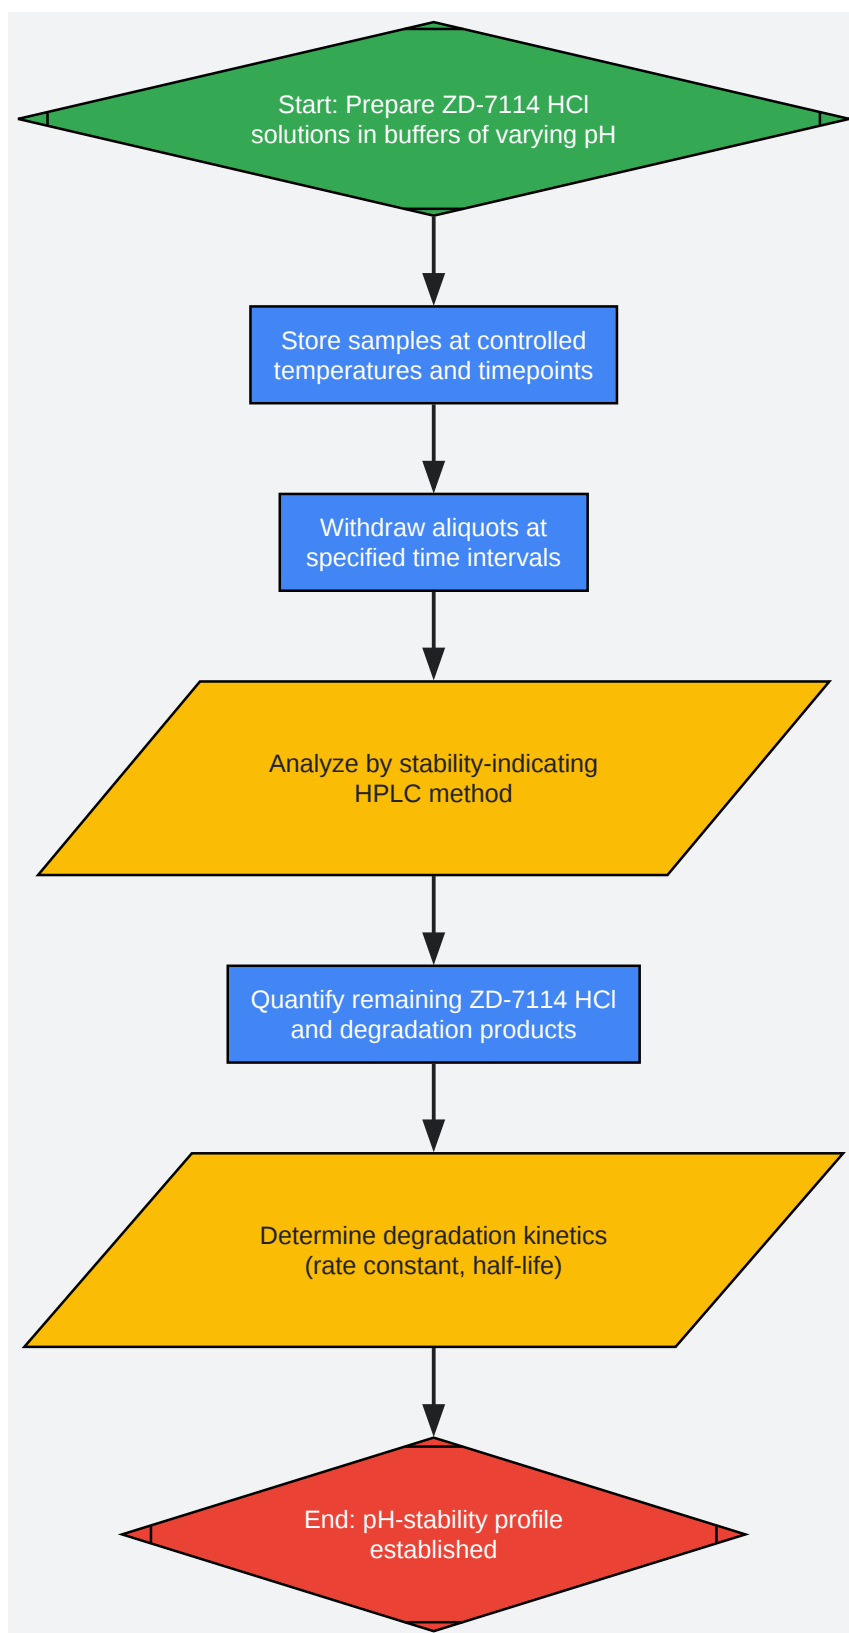 Start: Prepare ZD-7114 HCl
solutions in buffers of varying pH
Store samples at controlled
temperatures and timepoints
Withdraw aliquots at
specified time intervals
Analyze by stability-indicating
HPLC method
Quantify remaining ZD-7114 HCl
and degradation products
Determine degradation kinetics
(rate constant, half-life)
End: pH-stability profile
established